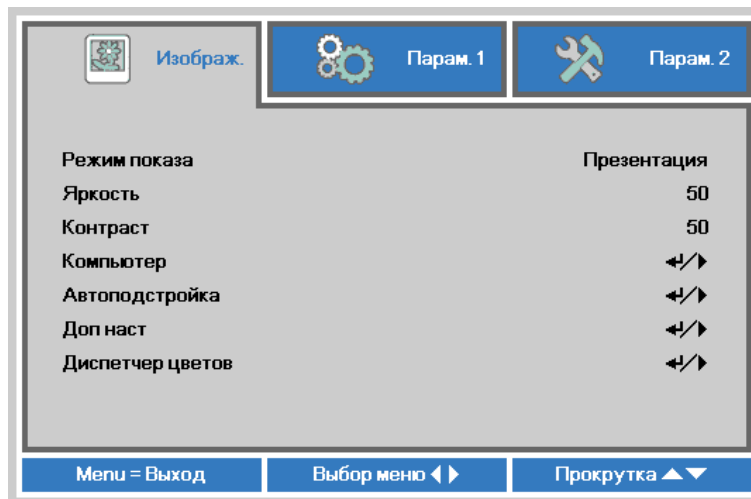 Изображ. Парам. 1 Парам. 2
Режим показа Презентация
Яркость 50
Контраст 50
Компьютер
Автоподстройка
Доп наст
Диспетчер цветов
Menu = Выход Выбор меню Прокрутка